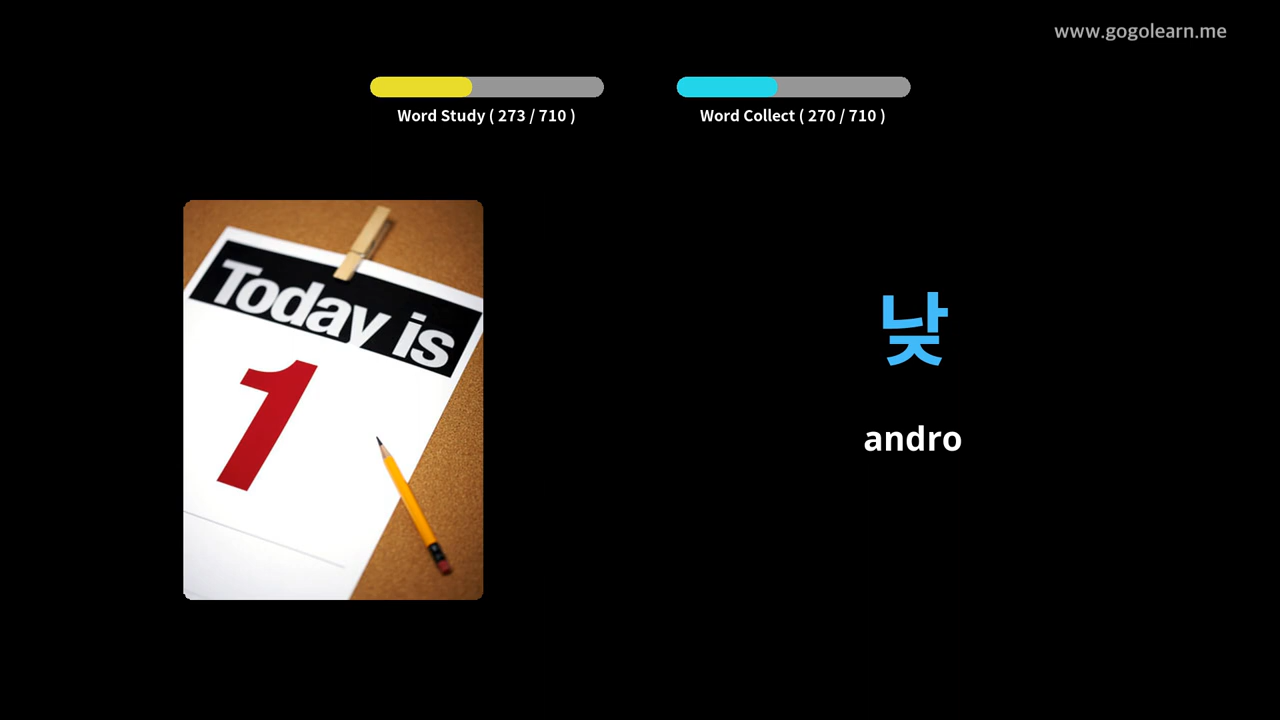 www.gogolearn.me
Word Study ( 273 / 710 )
Word Collect ( 270 / 710 )
Today is
1
낮
andro